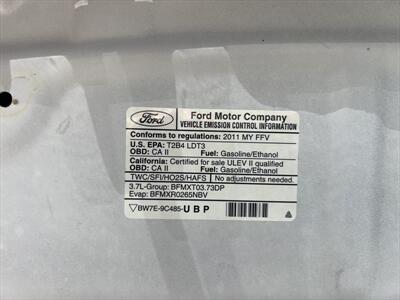 Ford
Ford Motor Company
VEHICLE EMISSION CONTROL INFORMATION
Conforms to regulations: 2011 MY FFV
U.S. EPA: T2B4 LDT3
OBD: CA II Fuel: Gasoline/Ethanol
California: Certified for sale ULEV II qualified
OBD: CA II Fuel: Gasoline/Ethanol
TWC/SFI/HO2S/HAFS No adjustments needed.
3.7L-Group: BFMXT03.73DP
Evap: BFMXR0265NBV
BW7E-9C485-UBP